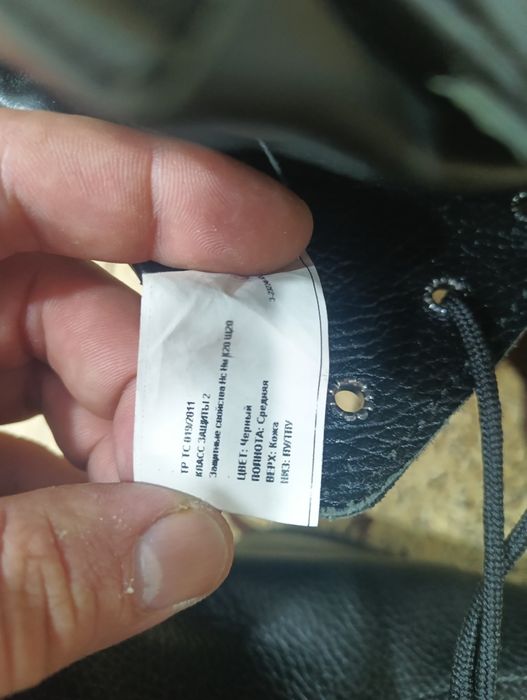 ТР ТС 019/2011
КЛАСС ЗАЩИТЫ 2
Защитные свойства Нс Нм К20 Щ20
ЦВЕТ: Черный
ПОЛНОТА: Средняя
ВЕРХ: Кожа
НИЗ: ПУ/ТПУ